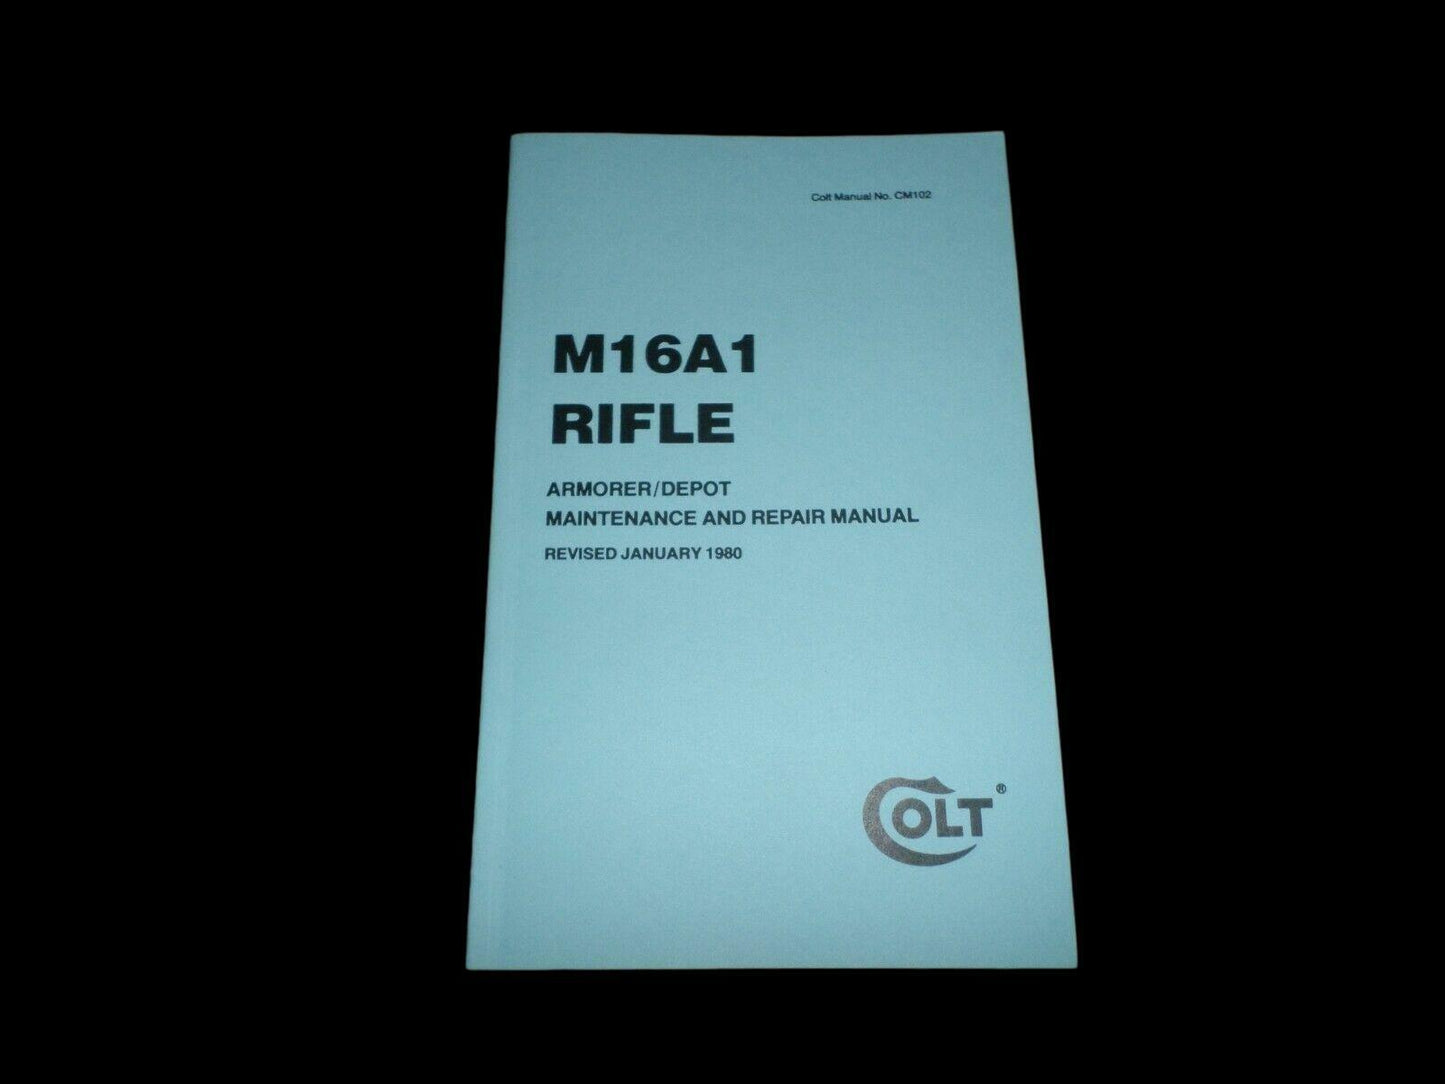 Colt Manual No. CM102
M16A1
RIFLE
ARMORER/DEPOT
MAINTENANCE AND REPAIR MANUAL
REVISED JANUARY 1980
COLT®